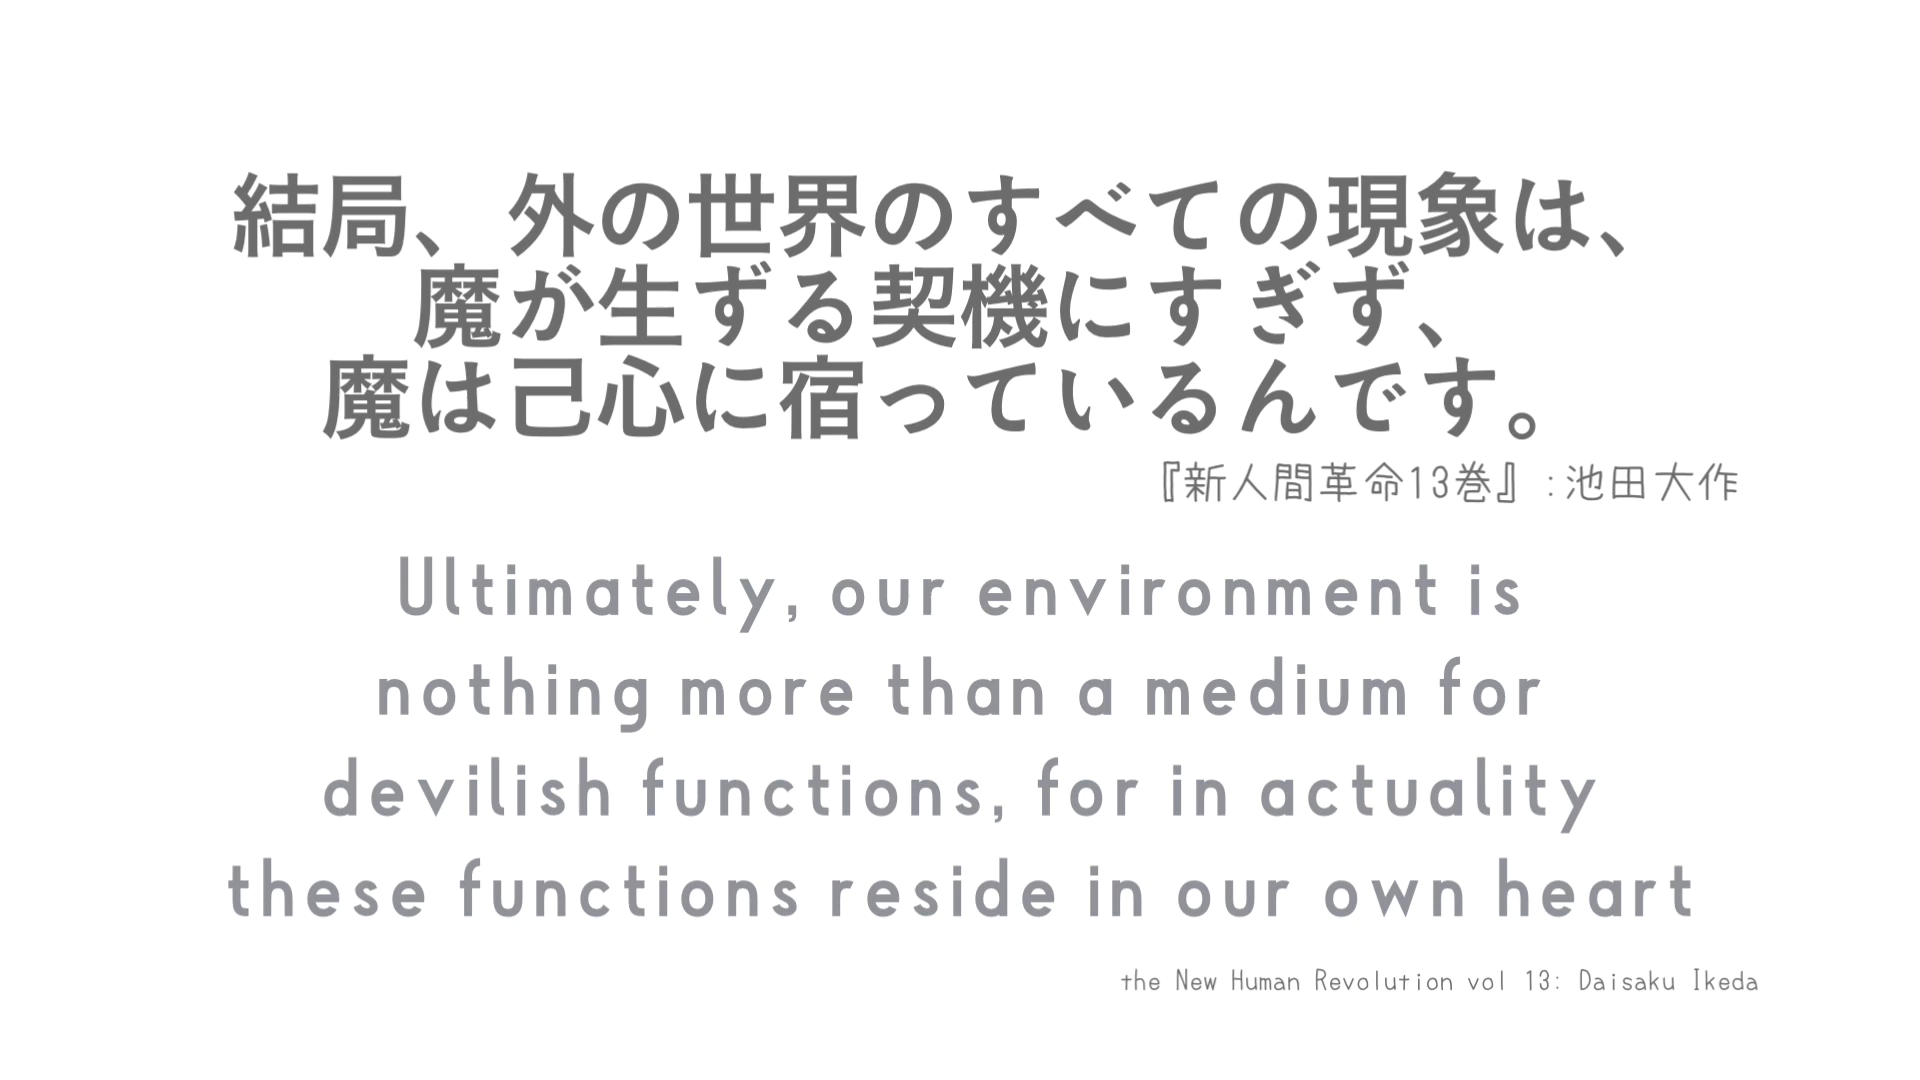 結局、外の世界のすべての現象は、
魔が生ずる契機にすぎず、
魔は己心に宿っているんです。
『新人間革命13巻』:池田大作
Ultimately, our environment is
nothing more than a medium for
devilish functions, for in actuality
these functions reside in our own heart
the New Human Revolution vol 13: Daisaku Ikeda